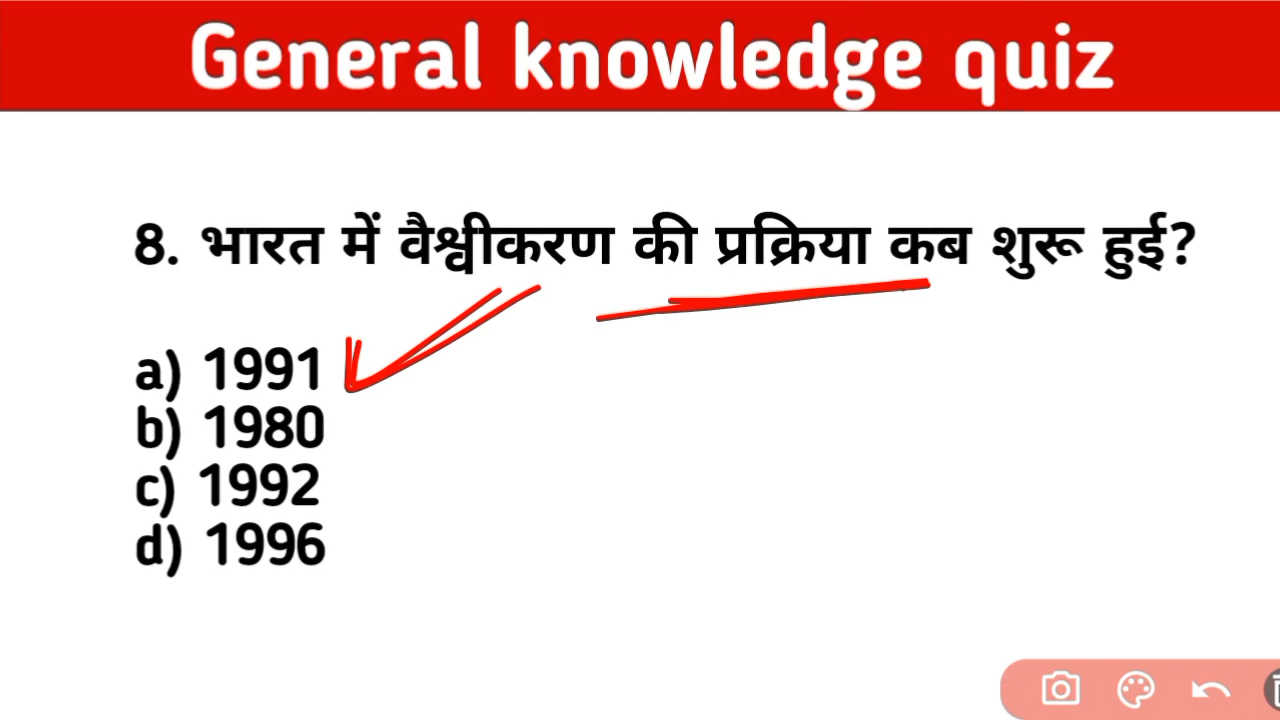 General knowledge quiz
8. भारत में वैश्वीकरण की प्रक्रिया कब शुरू हुई?
a) 1991
b) 1980
c) 1992
d) 1996